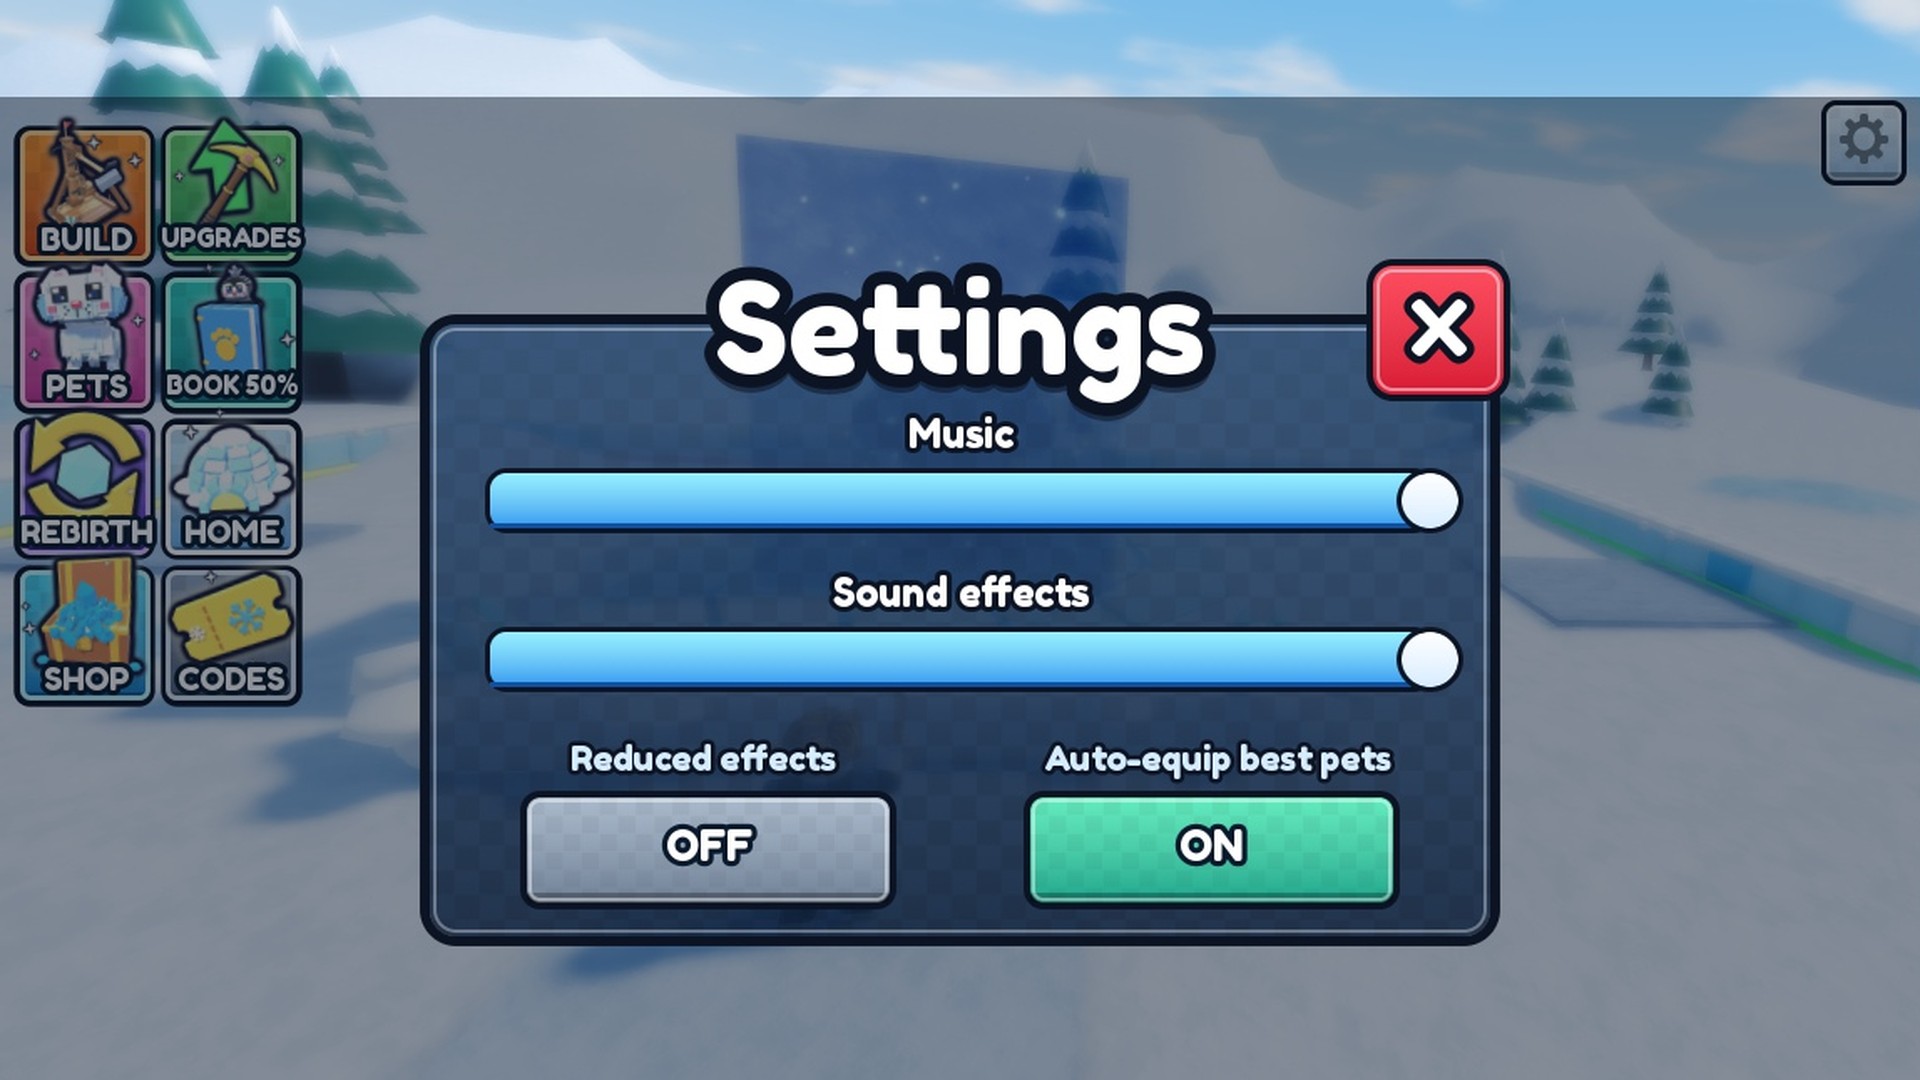 BUILD
UPGRADES
PETS
BOOK 50%
REBIRTH
HOME
SHOP
CODES
Settings
Music
Sound effects
Reduced effects
Auto-equip best pets
OFF
ON